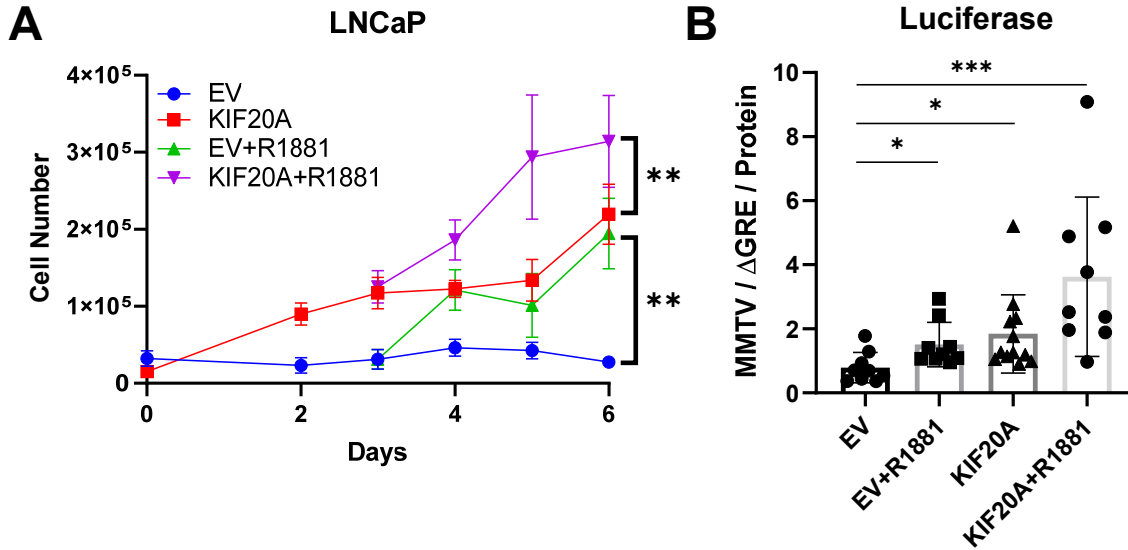 A
LNCaP
Cell Number
4×10⁵
3×10⁵
2×10⁵
1×10⁵
0
EV
KIF20A
EV+R1881
KIF20A+R1881
**
**
0
2
4
6
Days
B
Luciferase
MMTV / ΔGRE / Protein
10
8
6
4
2
0
***
*
*
EV
EV+R1881
KIF20A
KIF20A+R1881